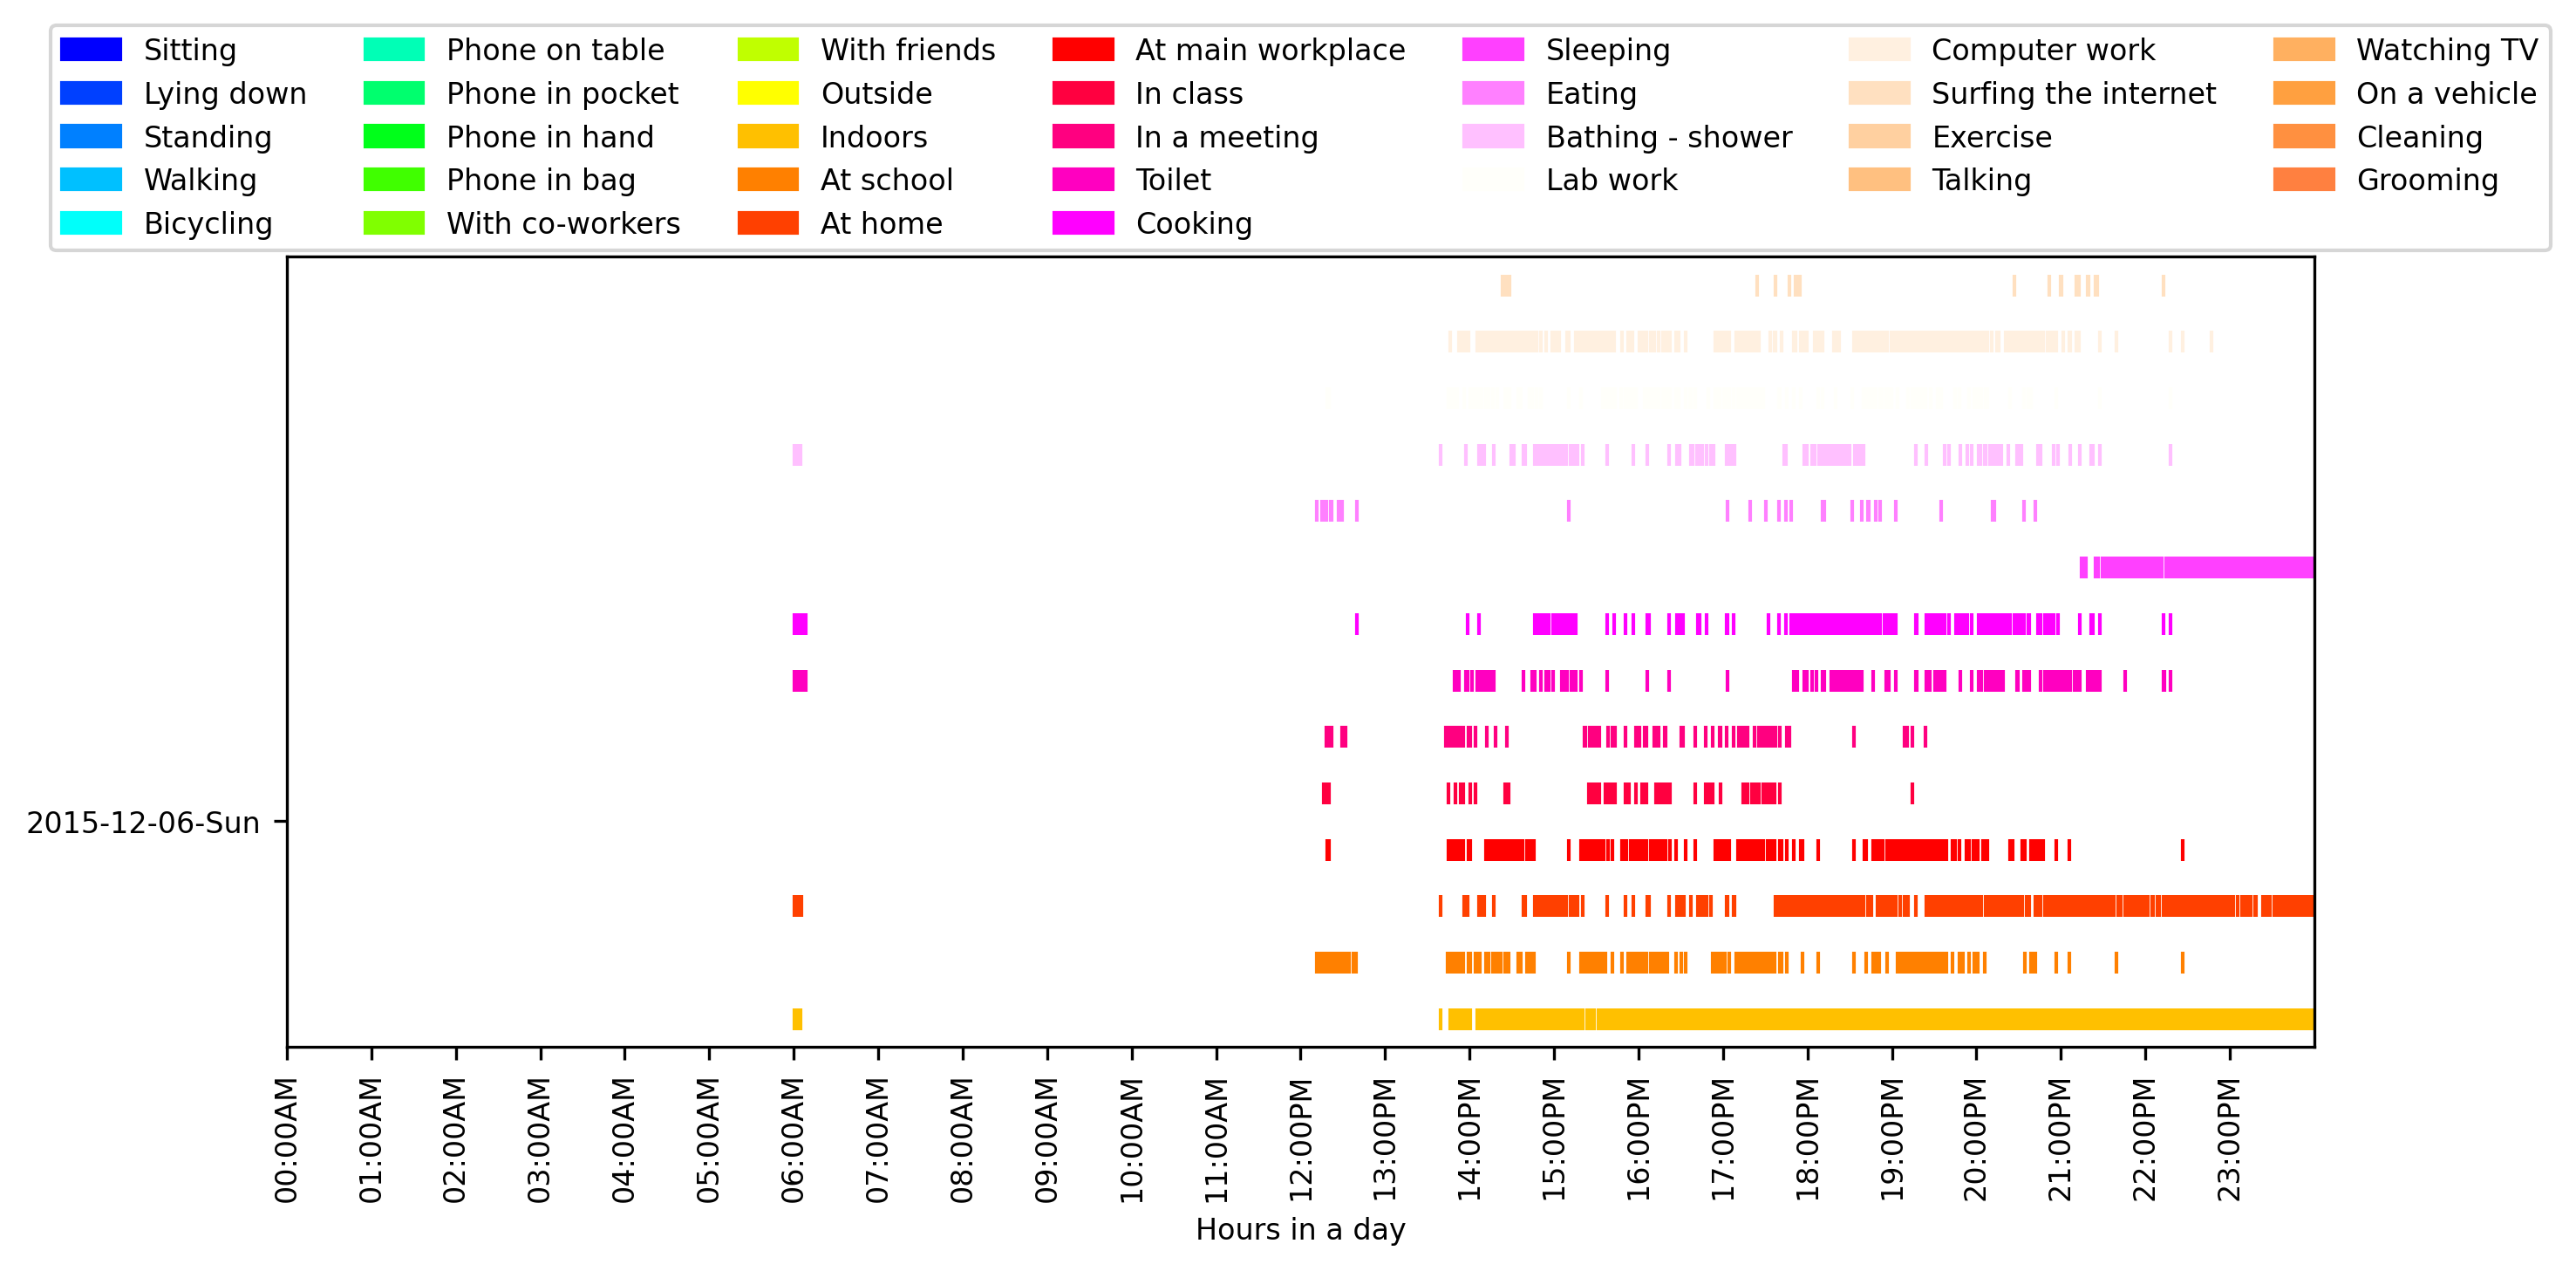 Sitting
Lying down
Standing
Walking
Bicycling
Phone on table
Phone in pocket
Phone in hand
Phone in bag
With co-workers
With friends
Outside
Indoors
At school
At home
At main workplace
In class
In a meeting
Toilet
Cooking
Sleeping
Eating
Bathing - shower
Lab work
Computer work
Surfing the internet
Exercise
Talking
Watching TV
On a vehicle
Cleaning
Grooming
2015-12-06-Sun
00:00AM
01:00AM
02:00AM
03:00AM
04:00AM
05:00AM
06:00AM
07:00AM
08:00AM
09:00AM
10:00AM
11:00AM
12:00PM
13:00PM
14:00PM
15:00PM
16:00PM
17:00PM
18:00PM
19:00PM
20:00PM
21:00PM
22:00PM
23:00PM
Hours in a day